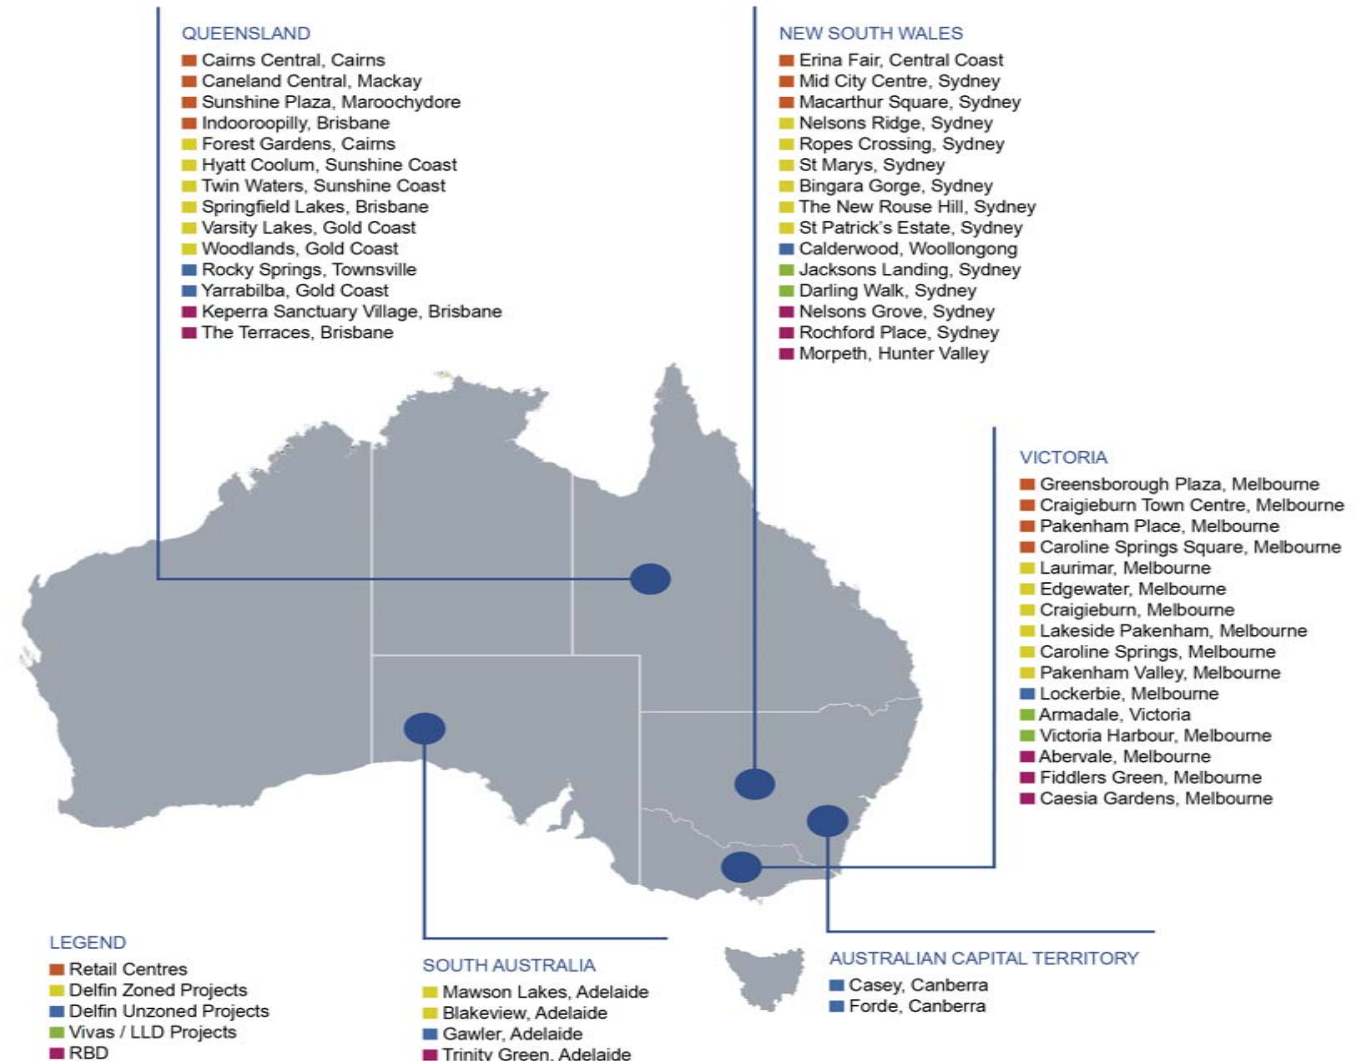 QUEENSLAND
Cairns Central, Cairns
Caneland Central, Mackay
Sunshine Plaza, Maroochydore
Indooroopilly, Brisbane
Forest Gardens, Cairns
Hyatt Coolum, Sunshine Coast
Twin Waters, Sunshine Coast
Springfield Lakes, Brisbane
Varsity Lakes, Gold Coast
Woodlands, Gold Coast
Rocky Springs, Townsville
Yarrabilba, Gold Coast
Keperra Sanctuary Village, Brisbane
The Terraces, Brisbane
NEW SOUTH WALES
Erina Fair, Central Coast
Mid City Centre, Sydney
Macarthur Square, Sydney
Nelsons Ridge, Sydney
Ropes Crossing, Sydney
St Marys, Sydney
Bingara Gorge, Sydney
The New Rouse Hill, Sydney
St Patrick's Estate, Sydney
Calderwood, Woollongong
Jacksons Landing, Sydney
Darling Walk, Sydney
Nelsons Grove, Sydney
Rochford Place, Sydney
Morpeth, Hunter Valley
VICTORIA
Greensborough Plaza, Melbourne
Craigieburn Town Centre, Melbourne
Pakenham Place, Melbourne
Caroline Springs Square, Melbourne
Laurimar, Melbourne
Edgewater, Melbourne
Craigieburn, Melbourne
Lakeside Pakenham, Melbourne
Caroline Springs, Melbourne
Pakenham Valley, Melbourne
Lockerbie, Melbourne
Armadale, Victoria
Victoria Harbour, Melbourne
Abervale, Melbourne
Fiddlers Green, Melbourne
Caesia Gardens, Melbourne
LEGEND
Retail Centres
Delfin Zoned Projects
Delfin Unzoned Projects
Vivas / LLD Projects
RBD
SOUTH AUSTRALIA
Mawson Lakes, Adelaide
Blakeview, Adelaide
Gawler, Adelaide
Trinity Green, Adelaide
AUSTRALIAN CAPITAL TERRITORY
Casey, Canberra
Forde, Canberra